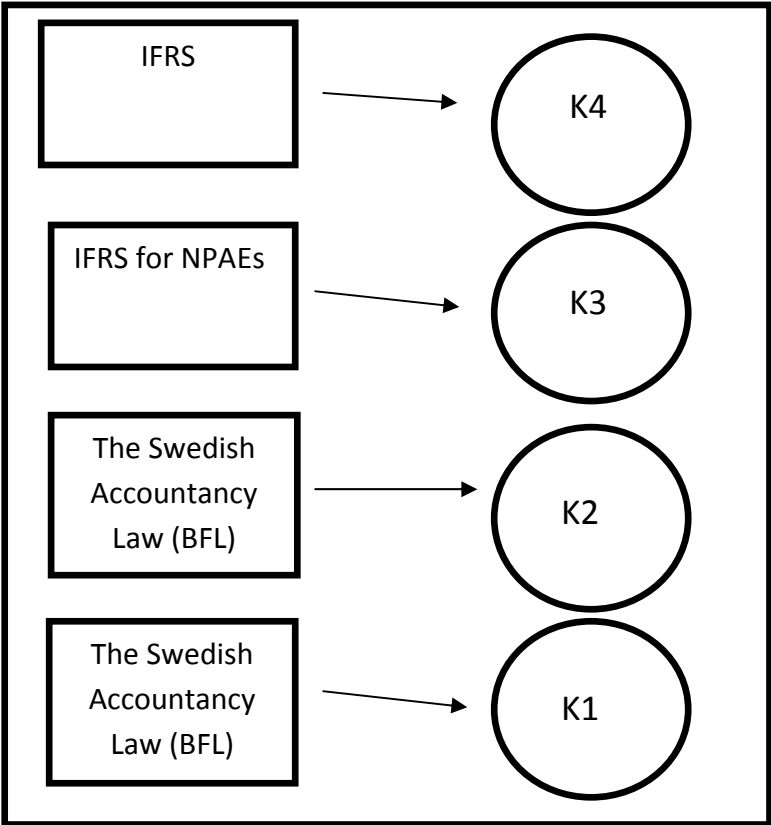 IFRS
K4
IFRS for NPAEs
K3
The Swedish
Accountancy
Law (BFL)
K2
The Swedish
Accountancy
Law (BFL)
K1